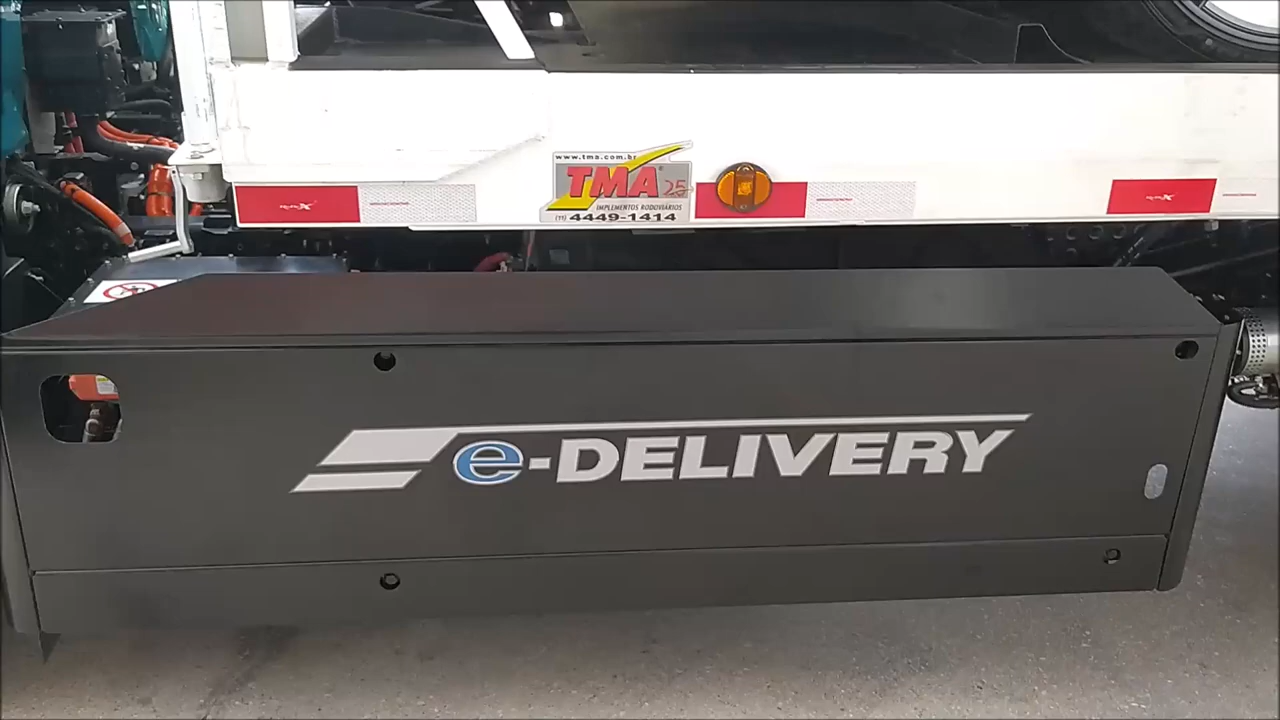 www.tma.com.br
TMA 25
IMPLEMENTOS RODOVIÁRIOS
(11) 4449-1414
e-DELIVERY